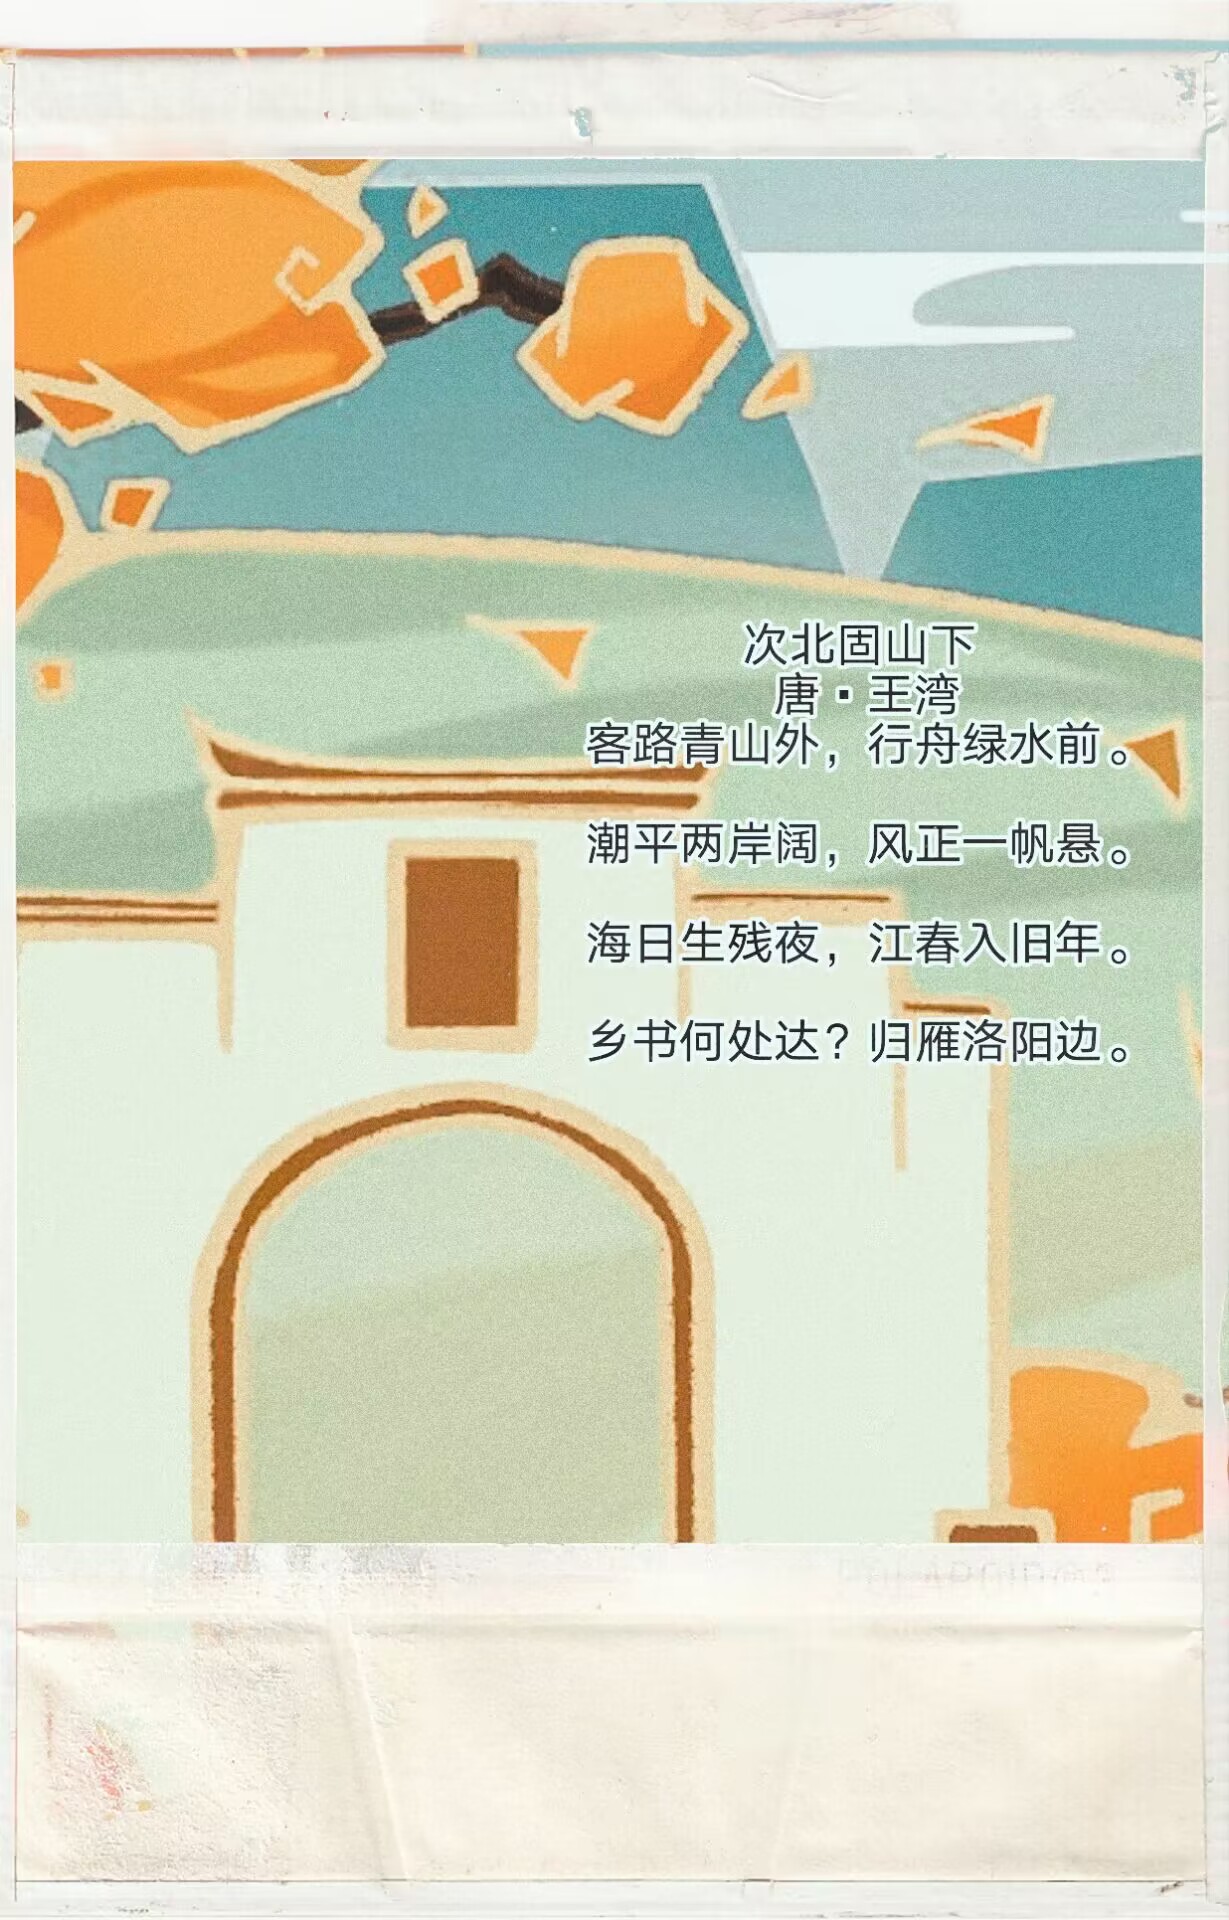 次北固山下
唐·王湾
客路青山外，行舟绿水前。
潮平两岸阔，风正一帆悬。
海日生残夜，江春入旧年。
乡书何处达？归雁洛阳边。